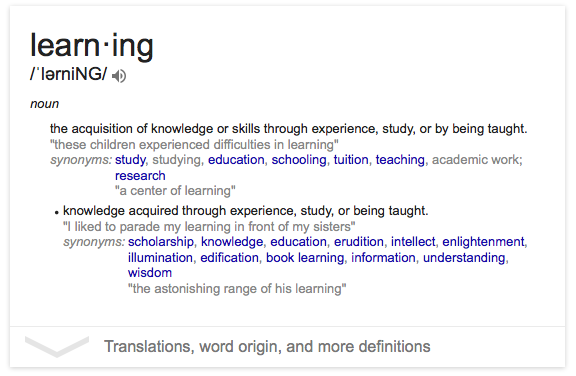 learn·ing
/ˈlərniNG/
noun
the acquisition of knowledge or skills through experience, study, or by being taught.
"these children experienced difficulties in learning"
synonyms: study, studying, education, schooling, tuition, teaching, academic work;
research
"a center of learning"
• knowledge acquired through experience, study, or being taught.
"I liked to parade my learning in front of my sisters"
synonyms: scholarship, knowledge, education, erudition, intellect, enlightenment,
illumination, edification, book learning, information, understanding,
wisdom
"the astonishing range of his learning"
Translations, word origin, and more definitions